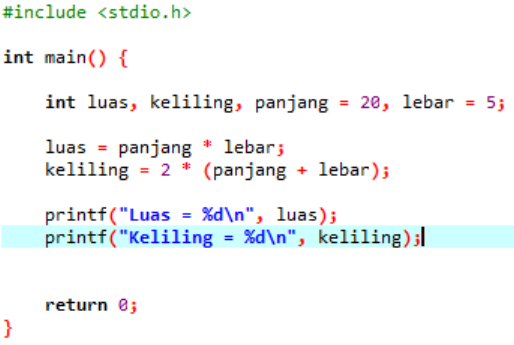 #include <stdio.h>
int main() {
int luas, keliling, panjang = 20, lebar = 5;
luas = panjang * lebar;
keliling = 2 * (panjang + lebar);
printf("Luas = %d\n", luas);
printf("Keliling = %d\n", keliling);
return 0;
}